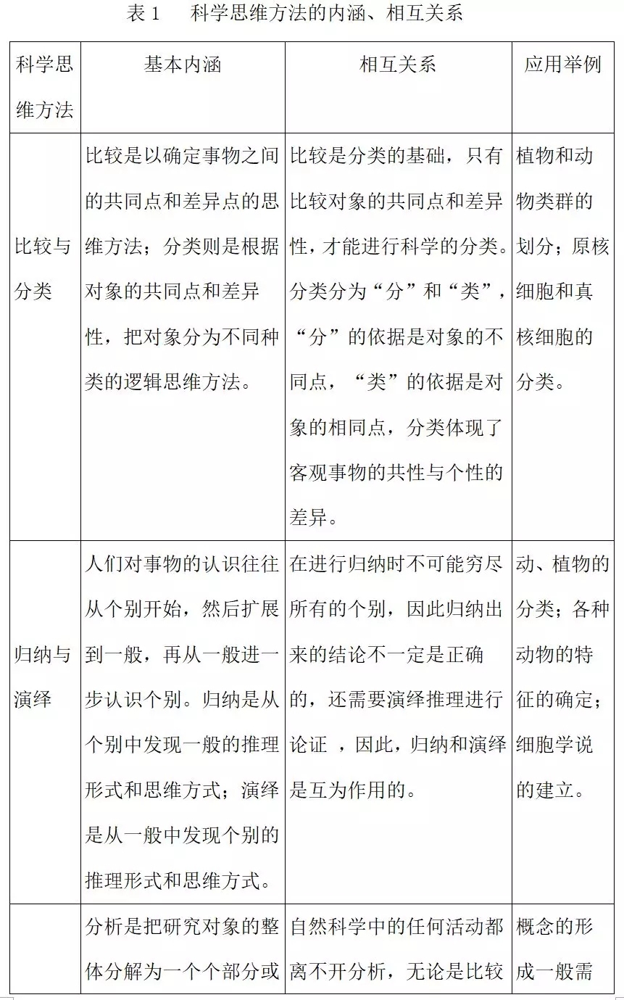 表 1 科学思维方法的内涵、相互关系
科学思
维方法
基本内涵
相互关系
应用举例
比较与
分类
比较是以确定事物之间
的共同点和差异点的思
维方法；分类则是根据
对象的共同点和差异
性，把对象分为不同种
类的逻辑思维方法。
比较是分类的基础，只有
比较对象的共同点和差异
性，才能进行科学的分类。
分类分为“分”和“类”，
“分”的依据是对象的不
同点，“类”的依据是对
象的相同点，分类体现了
客观事物的共性与个性的
差异。
植物和动
物类群的
划分；原核
细胞和真
核细胞的
分类。
归纳与
演绎
人们对事物的认识往往
从个别开始，然后扩展
到一般，再从一般进一
步认识个别。归纳是从
个别中发现一般的推理
形式和思维方式；演绎
是从一般中发现个别的
推理形式和思维方式。
在进行归纳时不可能穷尽
所有的个别，因此归纳出
来的结论不一定是正确
的，还需要演绎推理进行
论证 ，因此，归纳和演绎
是互为作用的。
动、植物的
分类；各种
动物的特
征的确定；
细胞学说
的建立。
分析是把研究对象的整
体分解为一个个部分或
自然科学中的任何活动都
离不开分析，无论是比较
概念的形
成一般需